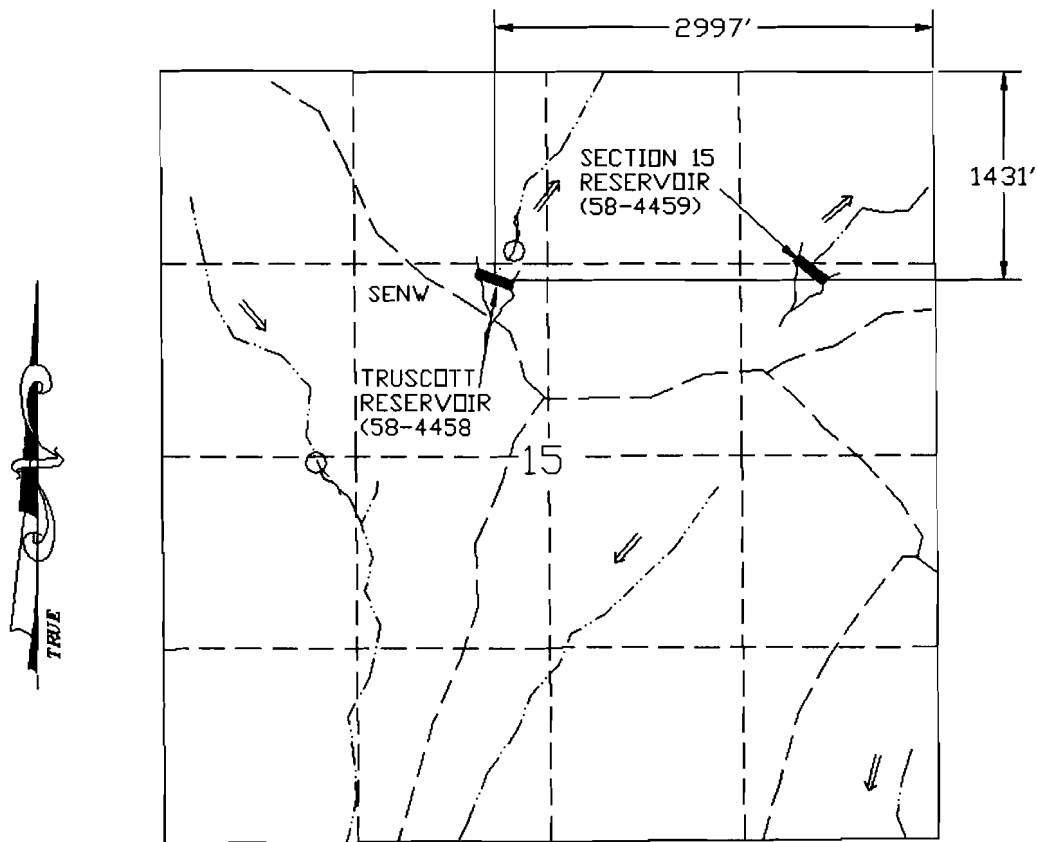 2997'
1431'
SECTION 15
RESERVOIR
(58-4459)
SENW
TRUSCOTT
RESERVOIR
(58-4458
15
TRUE